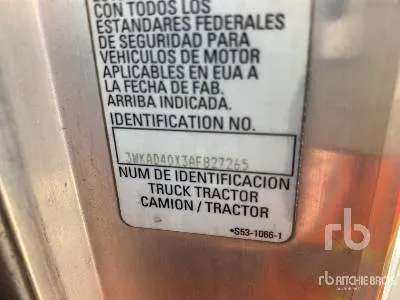 CON TODOS LOS
ESTANDARES FEDERALES
DE SEGURIDAD PARA
VEHICULOS DE MOTOR
APLICABLES EN EUA A
LA FECHA DE FAB.
ARRIBA INDICADA.
IDENTIFICATION NO.
3WKAD40X3AF827265
NUM DE IDENTIFICACION
TRUCK TRACTOR
CAMION / TRACTOR
•S53-1066-1
rb
rb
RITCHIE BROS